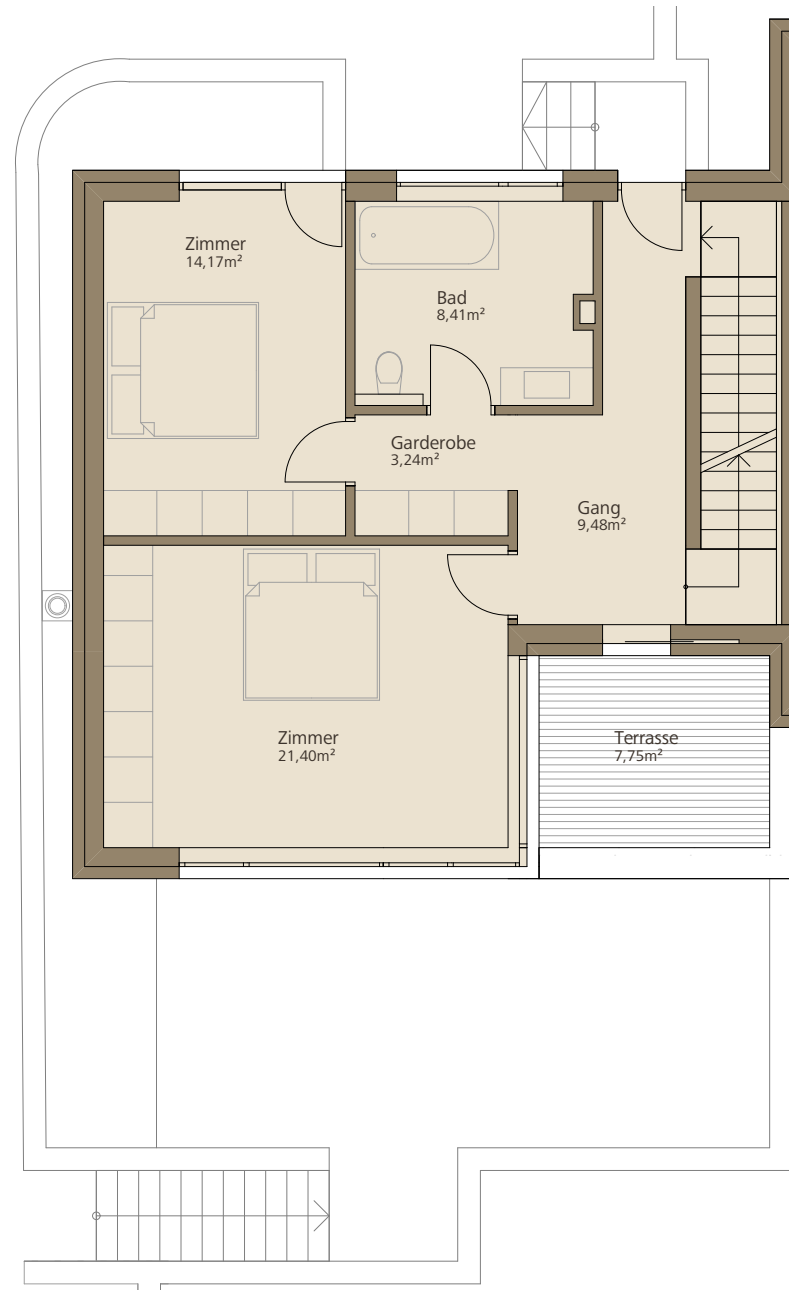 Zimmer
14,17m²
Bad
8,41m²
Garderobe
3,24m²
Gang
9,48m²
Zimmer
21,40m²
Terrasse
7,75m²